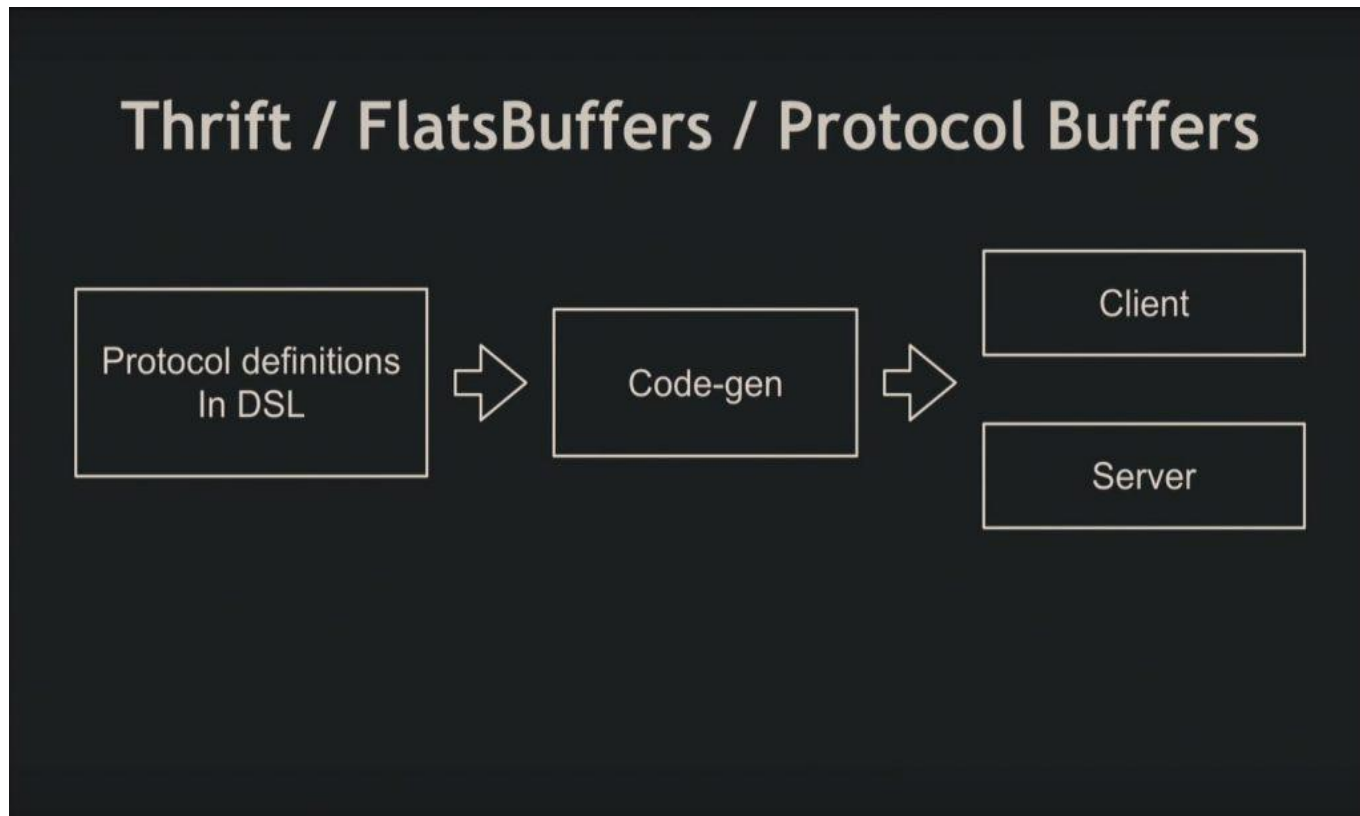 Thrift / FlatsBuffers / Protocol Buffers
Protocol definitions
In DSL
Code-gen
Client
Server